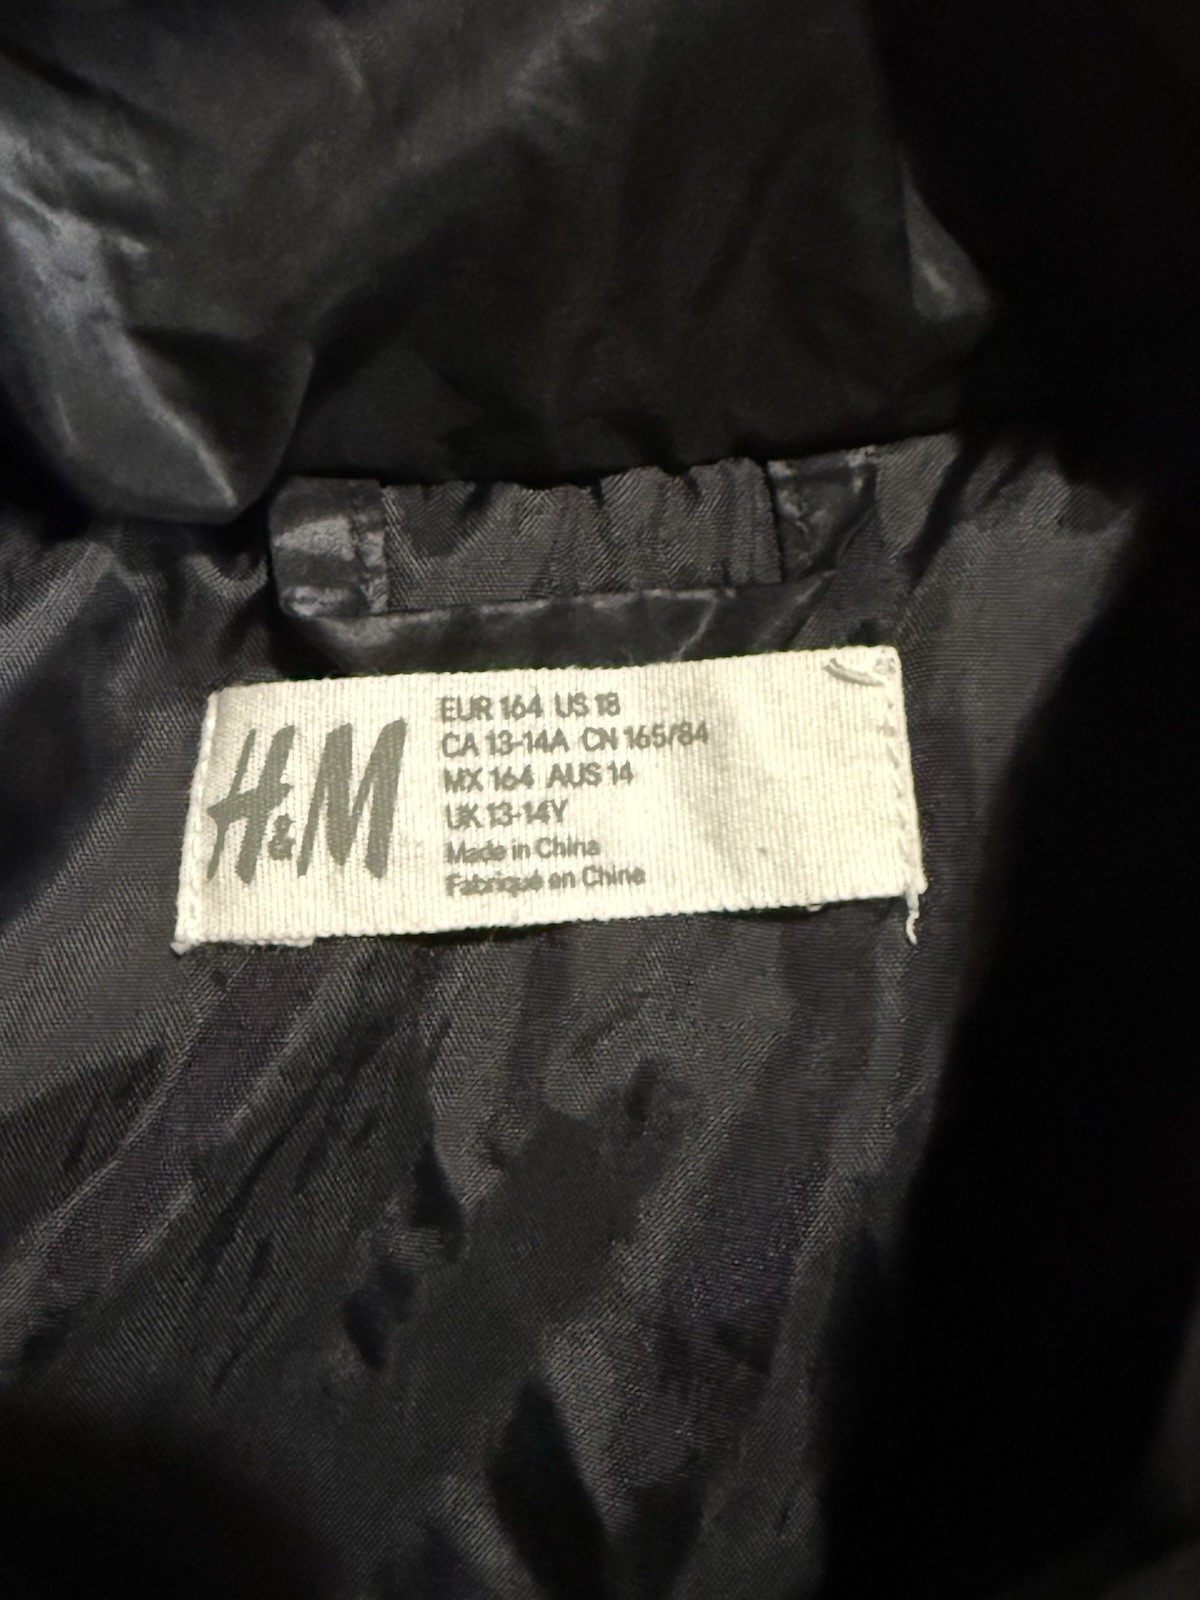 H&M
EUR 164 US 18
CA 13-14A CN 165/84
MX 164 AUS 14
UK 13-14Y
Made in China
Fabriqué en Chine